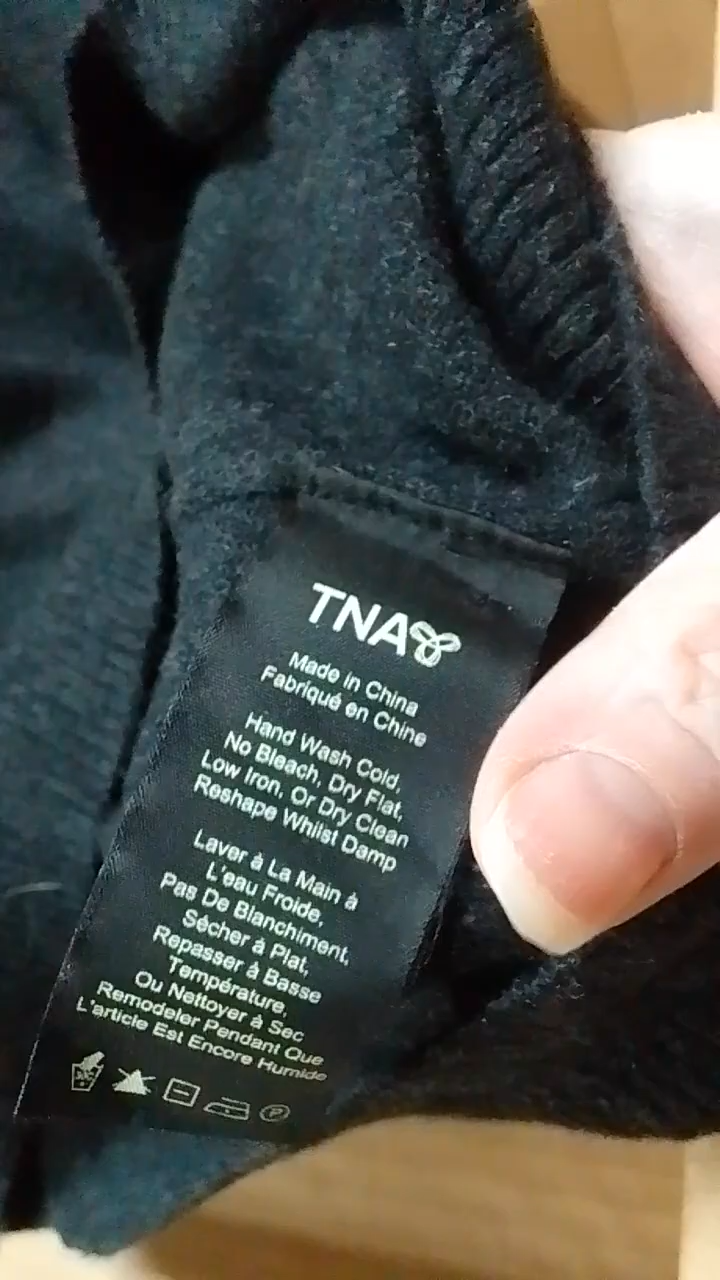 TNA
Made in China
Fabriqué en Chine
Hand Wash Cold,
No Bleach, Dry Flat,
Low Iron, Or Dry Clean
Reshape Whilst Damp
Laver à La Main à
L'eau Froide,
Pas De Blanchiment,
Sécher à Plat,
Repasser à Basse
Température,
Ou Nettoyer à Sec
Remodeler Pendant Que
L'article Est Encore Humide
P